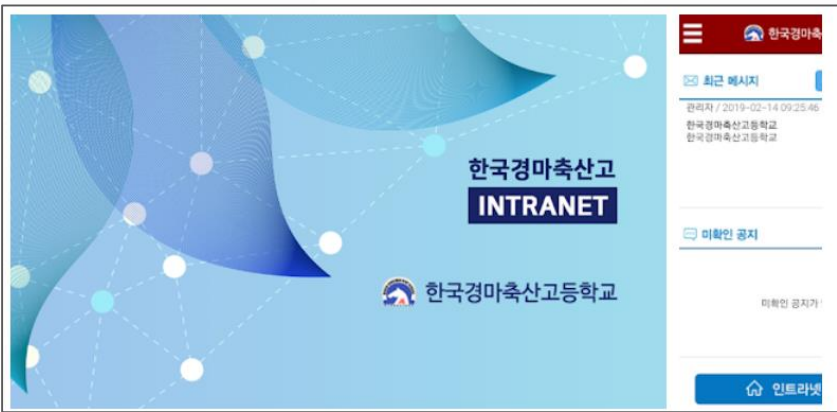 한국경마축산고
INTRANET
한국경마축산고등학교
한국경마축
최근 메시지
관리자 / 2019-02-14 09:25:46
한국경마축산고등학교
한국경마축산고등학교
미확인 공지
미확인 공지가
인트라넷